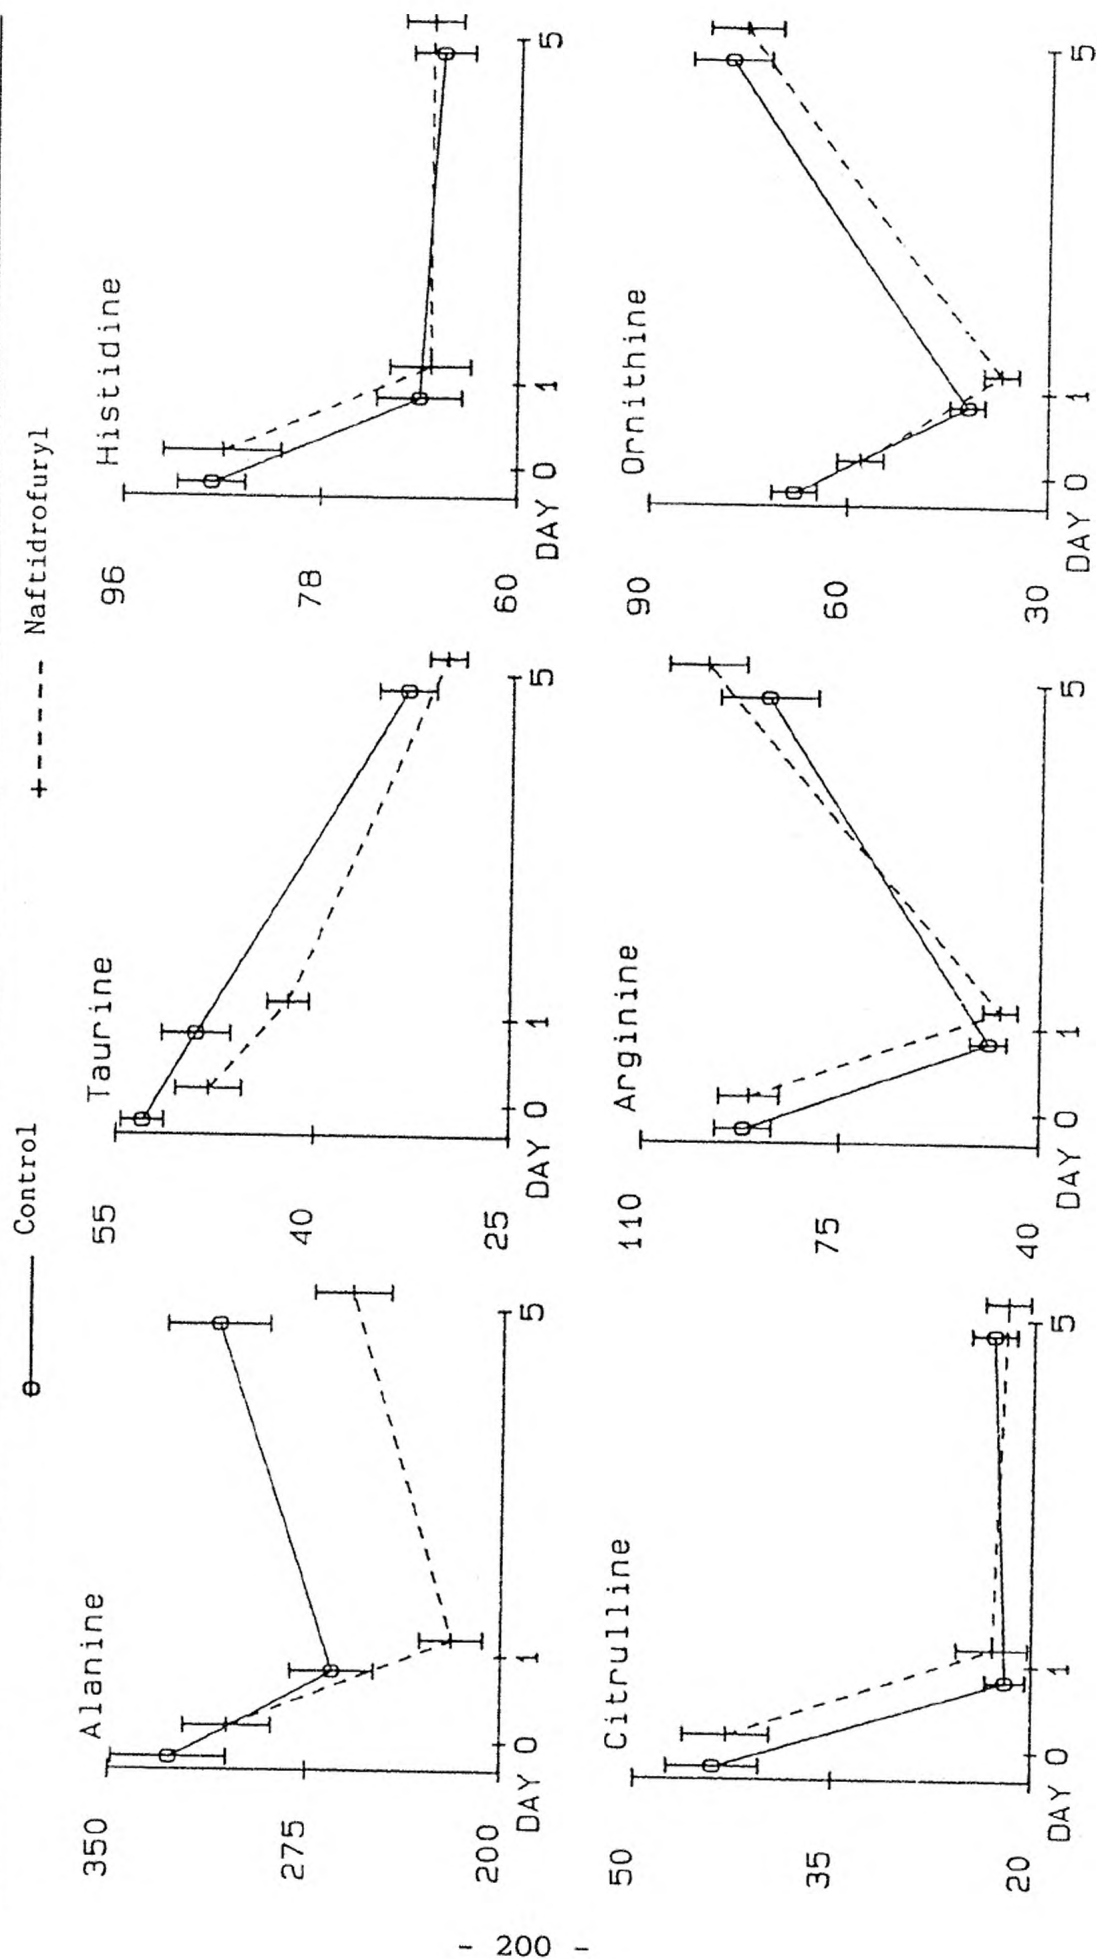 Control
Naftidrofuryl
Alanine
350
275
200
DAY 0 1 5
Taurine
55
40
25
DAY 0 1 5
Histidine
96
78
60
DAY 0 1 5
Citrulline
50
35
20
DAY 0 1 5
Arginine
110
75
40
DAY 0 1 5
Ornithine
90
60
30
DAY 0 1 5
- 200 -